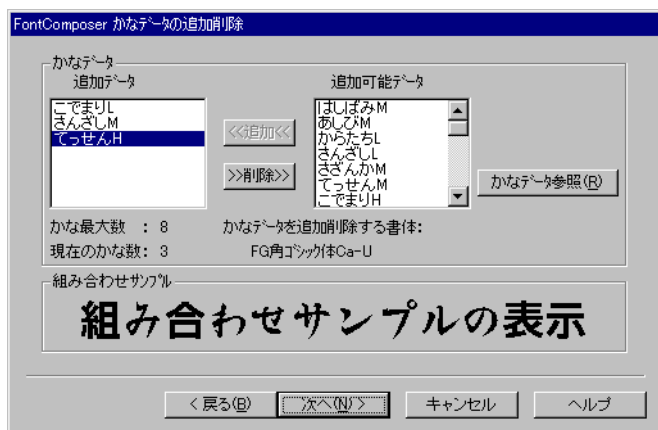 FontComposer かなﾃﾞｰﾀの追加削除
かなﾃﾞｰﾀ
追加ﾃﾞｰﾀ
こでまりL
さんざしM
てっせんH
<<追加<<
>>削除>>
追加可能ﾃﾞｰﾀ
はしばみM
あしびM
からたちL
さんざしL
さざんかM
てっせんM
こでまりH
かなﾃﾞｰﾀ参照(R)
かな最大数 : 8
現在のかな数: 3
かなﾃﾞｰﾀを追加削除する書体:
FG角ｺﾞｼｯｸ体Ca-U
組み合わせｻﾝﾌﾟﾙ
組み合わせサンプルの表示
< 戻る(B)
次へ(N) >
キャンセル
ヘルプ